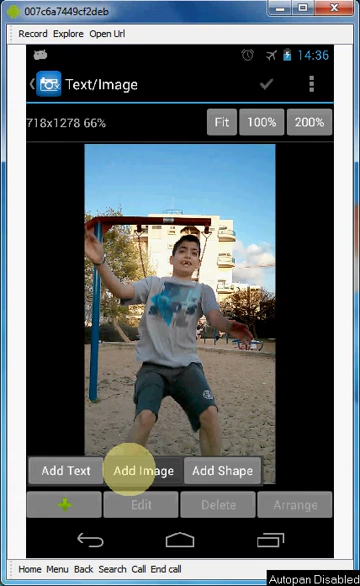 007c6a7449cf2deb
Record Explore Open Url
14:36
Text/Image
718x1278 66% Fit 100% 200%
Add Text Add Image Add Shape
Edit Delete Arrange
Home Menu Back Search Call End call
Autopan Disabled